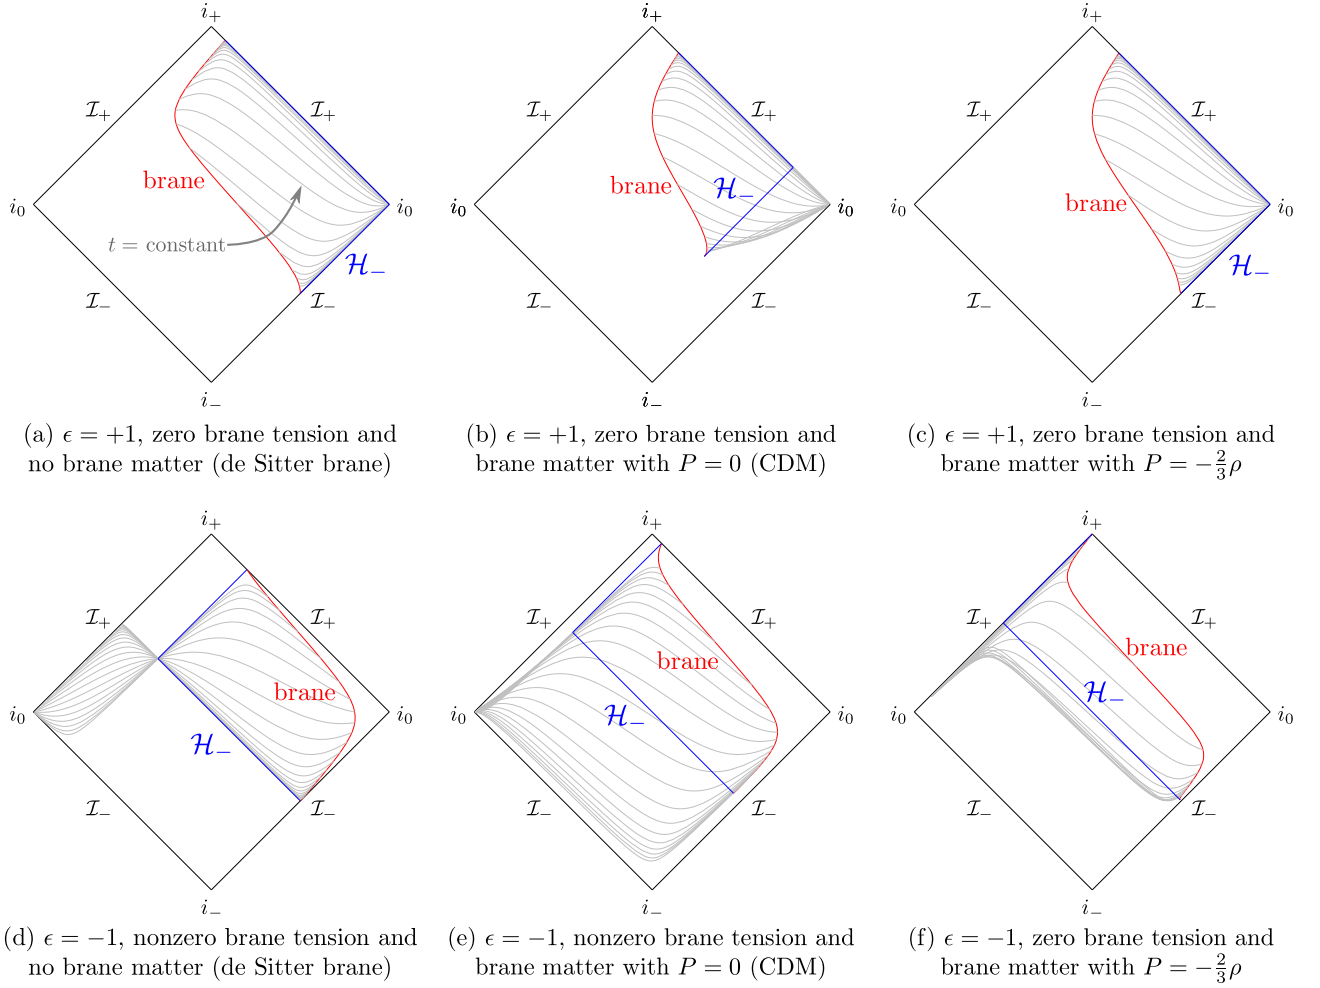 i₊ i₊ i₊
𝓘₊ 𝓘₊ 𝓘₊ 𝓘₊ 𝓘₊ 𝓘₊
brane brane 𝓗₋ brane
i₀ i₀ i₀ i₀ i₀ i₀
t = constant
𝓗₋ 𝓗₋
𝓘₋ 𝓘₋ 𝓘₋ 𝓘₋ 𝓘₋ 𝓘₋
i₋ i₋ i₋
(a) ϵ = +1, zero brane tension and
no brane matter (de Sitter brane)
(b) ϵ = +1, zero brane tension and
brane matter with P = 0 (CDM)
(c) ϵ = +1, zero brane tension and
brane matter with P = −⅔ρ
i₊ i₊ i₊
𝓘₊ 𝓘₊ 𝓘₊ 𝓘₊ 𝓘₊ 𝓘₊
brane brane brane
i₀ i₀ i₀ i₀ i₀ i₀
𝓗₋ 𝓗₋ 𝓗₋
𝓘₋ 𝓘₋ 𝓘₋ 𝓘₋ 𝓘₋ 𝓘₋
i₋ i₋ i₋
(d) ϵ = −1, nonzero brane tension and
no brane matter (de Sitter brane)
(e) ϵ = −1, nonzero brane tension and
brane matter with P = 0 (CDM)
(f) ϵ = −1, zero brane tension and
brane matter with P = −⅔ρ